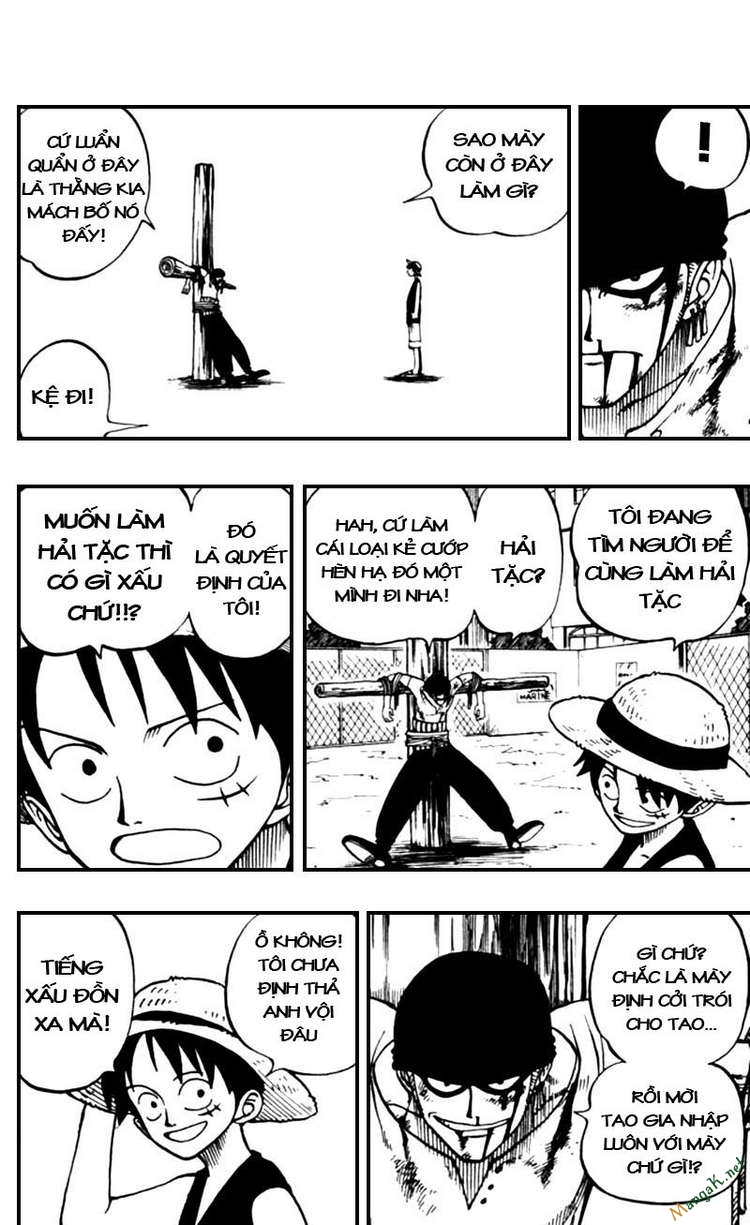 !
SAO MÀY
CÒN Ở ĐÂY
LÀM GÌ?
CỨ LUẨN
QUẨN Ở ĐÂY
LÀ THẰNG KIA
MÁCH BỐ NÓ
ĐẤY!
KỆ ĐI!
TÔI ĐANG
TÌM NGƯỜI ĐỂ
CÙNG LÀM HẢI
TẶC
HẢI
TẶC?
HAH, CỨ LÀM
CÁI LOẠI KẺ CƯỚP
HÈN HẠ ĐÓ MỘT
MÌNH ĐI NHA!
MARINE
ĐÓ
LÀ QUYẾT
ĐỊNH CỦA
TÔI!
MUỐN LÀM
HẢI TẶC THÌ
CÓ GÌ XẤU
CHỨ!!?
GÌ CHỨ?
CHẮC LÀ MÀY
ĐỊNH CỞI TRÓI
CHO TAO...
RỒI MỜI
TAO GIA NHẬP
LUÔN VỚI MÀY
CHỨ GÌ!?
Ồ KHÔNG!
TÔI CHƯA
ĐỊNH THẢ
ANH VỘI
ĐÂU
TIẾNG
XẤU ĐỒN
XA MÀ!
MangaK.net